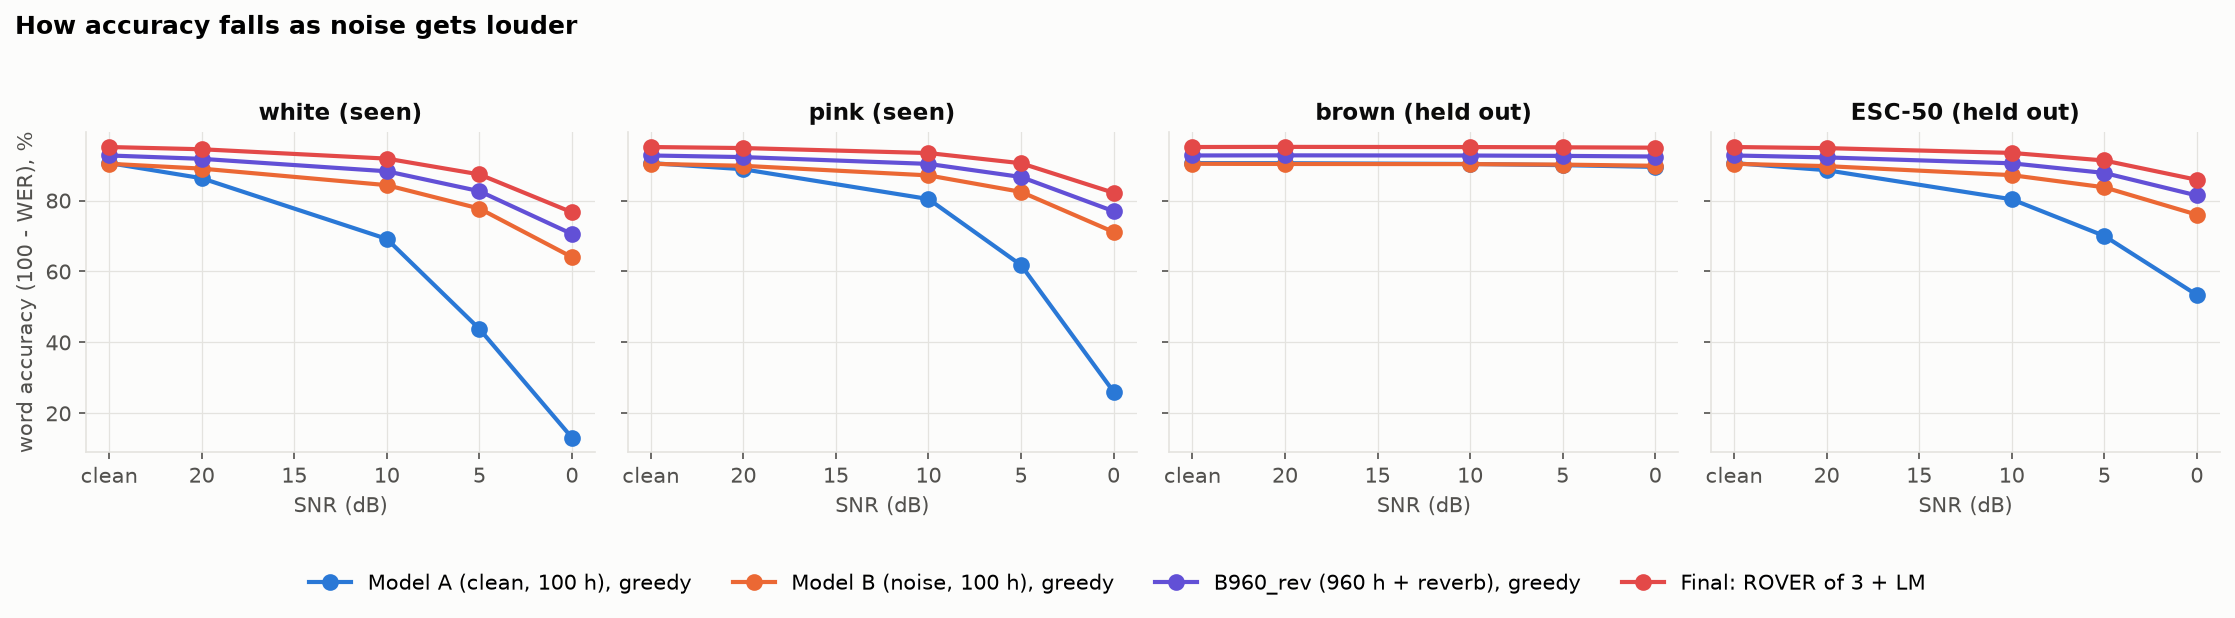 How accuracy falls as noise gets louder
white (seen)
pink (seen)
brown (held out)
ESC-50 (held out)
word accuracy (100 - WER), %
80
60
40
20
clean 20 15 10 5 0
clean 20 15 10 5 0
clean 20 15 10 5 0
clean 20 15 10 5 0
SNR (dB)
SNR (dB)
SNR (dB)
SNR (dB)
Model A (clean, 100 h), greedy
Model B (noise, 100 h), greedy
B960_rev (960 h + reverb), greedy
Final: ROVER of 3 + LM